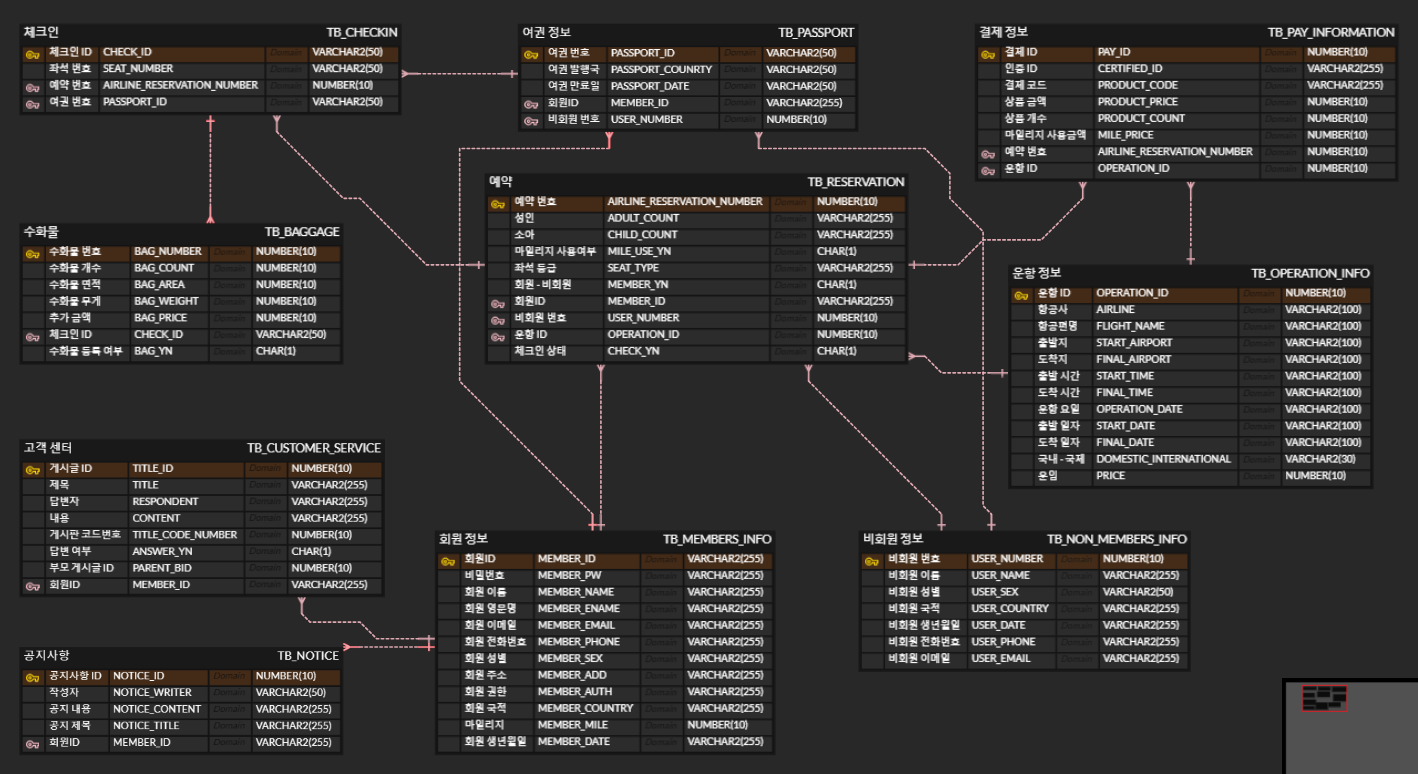 체크인 TB_CHECKIN
체크인 ID CHECK_ID Domain VARCHAR2(50)
좌석 번호 SEAT_NUMBER Domain VARCHAR2(50)
예약 번호 AIRLINE_RESERVATION_NUMBER Domain NUMBER(10)
여권 번호 PASSPORT_ID Domain VARCHAR2(50)
여권 정보 TB_PASSPORT
여권 번호 PASSPORT_ID Domain VARCHAR2(50)
여권 발행국 PASSPORT_COUNRTY Domain VARCHAR2(50)
여권 만료일 PASSPORT_DATE Domain VARCHAR2(50)
회원ID MEMBER_ID Domain VARCHAR2(255)
비회원 번호 USER_NUMBER Domain NUMBER(10)
결제 정보 TB_PAY_INFORMATION
결제 ID PAY_ID Domain NUMBER(10)
인증 ID CERTIFIED_ID Domain VARCHAR2(255)
결제 코드 PRODUCT_CODE Domain VARCHAR2(255)
상품 금액 PRODUCT_PRICE Domain NUMBER(10)
상품 개수 PRODUCT_COUNT Domain NUMBER(10)
마일리지 사용금액 MILE_PRICE Domain NUMBER(10)
예약 번호 AIRLINE_RESERVATION_NUMBER Domain NUMBER(10)
운항 ID OPERATION_ID Domain NUMBER(10)
예약 TB_RESERVATION
예약 번호 AIRLINE_RESERVATION_NUMBER Domain NUMBER(10)
성인 ADULT_COUNT Domain VARCHAR2(255)
소아 CHILD_COUNT Domain VARCHAR2(255)
마일리지 사용여부 MILE_USE_YN Domain CHAR(1)
좌석 등급 SEAT_TYPE Domain VARCHAR2(255)
회원 - 비회원 MEMBER_YN Domain CHAR(1)
회원ID MEMBER_ID Domain VARCHAR2(255)
비회원 번호 USER_NUMBER Domain NUMBER(10)
운항 ID OPERATION_ID Domain NUMBER(10)
체크인 상태 CHECK_YN Domain CHAR(1)
수화물 TB_BAGGAGE
수화물 번호 BAG_NUMBER Domain NUMBER(10)
수화물 개수 BAG_COUNT Domain NUMBER(10)
수화물 면적 BAG_AREA Domain NUMBER(10)
수화물 무게 BAG_WEIGHT Domain NUMBER(10)
추가 금액 BAG_PRICE Domain NUMBER(10)
체크인 ID CHECK_ID Domain VARCHAR2(50)
수화물 등록 여부 BAG_YN Domain CHAR(1)
운항 정보 TB_OPERATION_INFO
운항 ID OPERATION_ID Domain NUMBER(10)
항공사 AIRLINE Domain VARCHAR2(100)
항공편명 FLIGHT_NAME Domain VARCHAR2(100)
출발지 START_AIRPORT Domain VARCHAR2(100)
도착지 FINAL_AIRPORT Domain VARCHAR2(100)
출발 시간 START_TIME Domain VARCHAR2(100)
도착 시간 FINAL_TIME Domain VARCHAR2(100)
운항 요일 OPERATION_DATE Domain VARCHAR2(100)
출발 일자 START_DATE Domain VARCHAR2(100)
도착 일자 FINAL_DATE Domain VARCHAR2(100)
국내 - 국제 DOMESTIC_INTERNATIONAL Domain VARCHAR2(30)
운임 PRICE Domain NUMBER(10)
고객 센터 TB_CUSTOMER_SERVICE
게시글 ID TITLE_ID Domain NUMBER(10)
제목 TITLE Domain VARCHAR2(255)
답변자 RESPONDENT Domain VARCHAR2(255)
내용 CONTENT Domain VARCHAR2(255)
게시판 코드번호 TITLE_CODE_NUMBER Domain NUMBER(10)
답변 여부 ANSWER_YN Domain CHAR(1)
부모 게시글 ID PARENT_BID Domain NUMBER(10)
회원ID MEMBER_ID Domain VARCHAR2(255)
회원 정보 TB_MEMBERS_INFO
회원ID MEMBER_ID Domain VARCHAR2(255)
비밀번호 MEMBER_PW Domain VARCHAR2(255)
회원 이름 MEMBER_NAME Domain VARCHAR2(255)
회원 영문명 MEMBER_ENAME Domain VARCHAR2(255)
회원 이메일 MEMBER_EMAIL Domain VARCHAR2(255)
회원 전화번호 MEMBER_PHONE Domain VARCHAR2(255)
회원 성별 MEMBER_SEX Domain VARCHAR2(255)
회원 주소 MEMBER_ADD Domain VARCHAR2(255)
회원 권한 MEMBER_AUTH Domain VARCHAR2(255)
회원 국적 MEMBER_COUNTRY Domain VARCHAR2(255)
마일리지 MEMBER_MILE Domain NUMBER(10)
회원 생년월일 MEMBER_DATE Domain VARCHAR2(255)
비회원 정보 TB_NON_MEMBERS_INFO
비회원 번호 USER_NUMBER Domain NUMBER(10)
비회원 이름 USER_NAME Domain VARCHAR2(255)
비회원 성별 USER_SEX Domain VARCHAR2(50)
비회원 국적 USER_COUNTRY Domain VARCHAR2(255)
비회원 생년월일 USER_DATE Domain VARCHAR2(255)
비회원 전화번호 USER_PHONE Domain VARCHAR2(255)
비회원 이메일 USER_EMAIL Domain VARCHAR2(255)
공지사항 TB_NOTICE
공지사항 ID NOTICE_ID Domain NUMBER(10)
작성자 NOTICE_WRITER Domain VARCHAR2(50)
공지 내용 NOTICE_CONTENT Domain VARCHAR2(255)
공지 제목 NOTICE_TITLE Domain VARCHAR2(255)
회원ID MEMBER_ID Domain VARCHAR2(255)